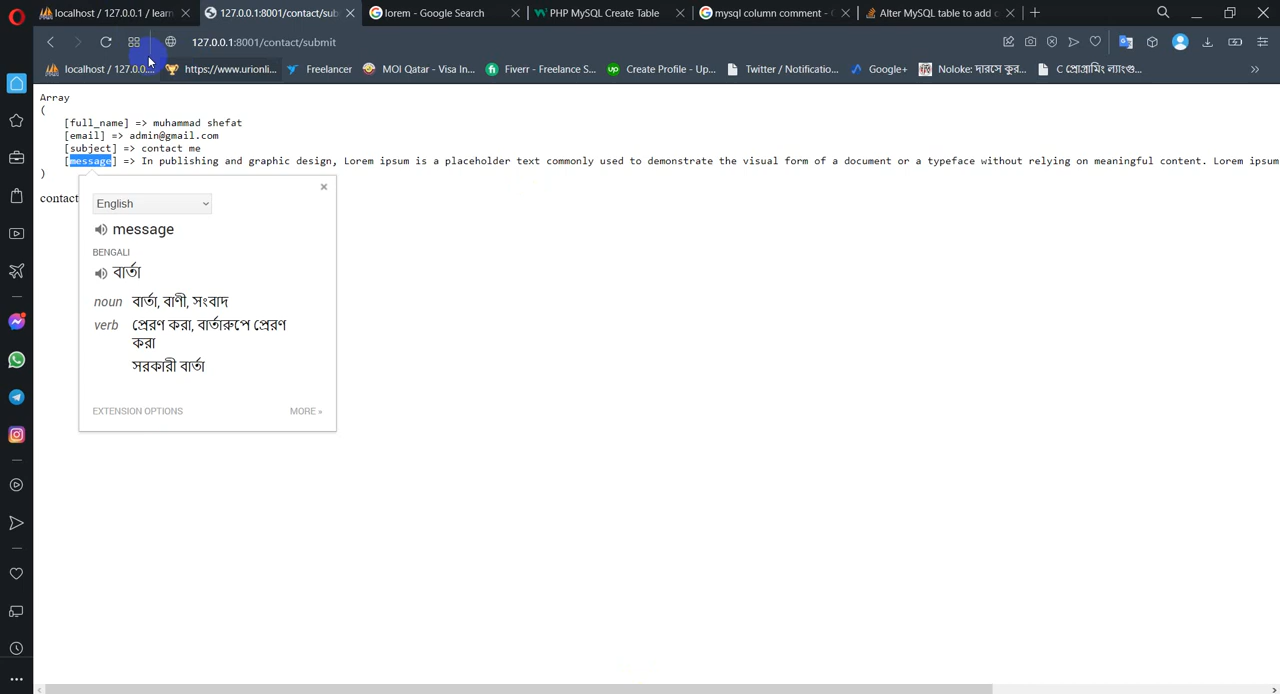 localhost / 127.0.0.1 / learn
127.0.0.1:8001/contact/sub
lorem - Google Search
PHP MySQL Create Table
mysql column comment -
Alter MySQL table to add c
127.0.0.1:8001/contact/submit
localhost / 127.0.0...
https://www.urionli...
Freelancer
MOI Qatar - Visa In...
Fiverr - Freelance S...
Create Profile - Up...
Twitter / Notificatio...
Google+
Noloke: দারসে কুর...
C প্রোগ্রামিং ল্যাংগু...
Array
(
[full_name] => muhammad shefat
[email] => admin@gmail.com
[subject] => contact me
[message] => In publishing and graphic design, Lorem ipsum is a placeholder text commonly used to demonstrate the visual form of a document or a typeface without relying on meaningful content. Lorem ipsum
)
contact
English
message
BENGALI
বার্তা
noun বার্তা, বাণী, সংবাদ
verb প্রেরণ করা, বার্তারুপে প্রেরণ
করা
সরকারী বার্তা
EXTENSION OPTIONS
MORE »